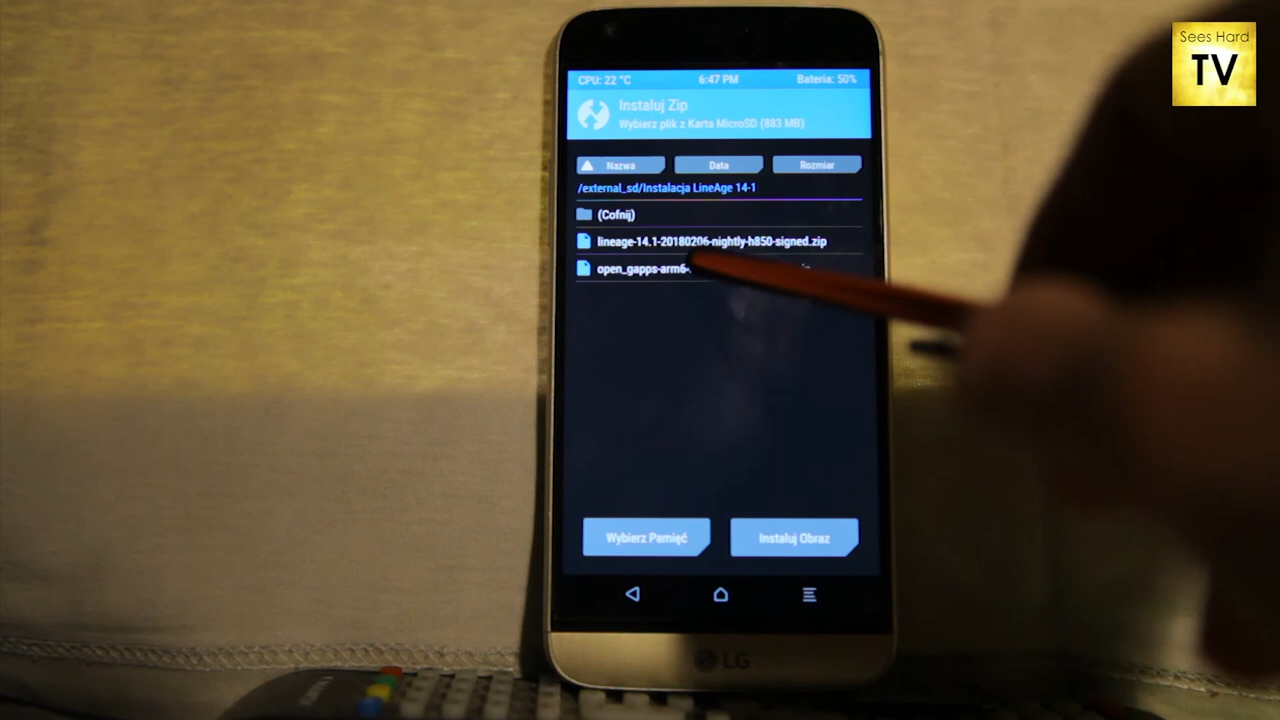 Sees Hard
TV
CPU: 22 °C 6:47 PM Bateria: 50%
Instaluj Zip
Wybierz plik z Karta MicroSD (883 MB)
Nazwa Data Rozmiar
/external_sd/Instalacja LineAge 14-1
(Cofnij)
lineage-14.1-20180206-nightly-h850-signed.zip
open_gapps-arm6
Wybierz Pamięć Instaluj Obraz
LG